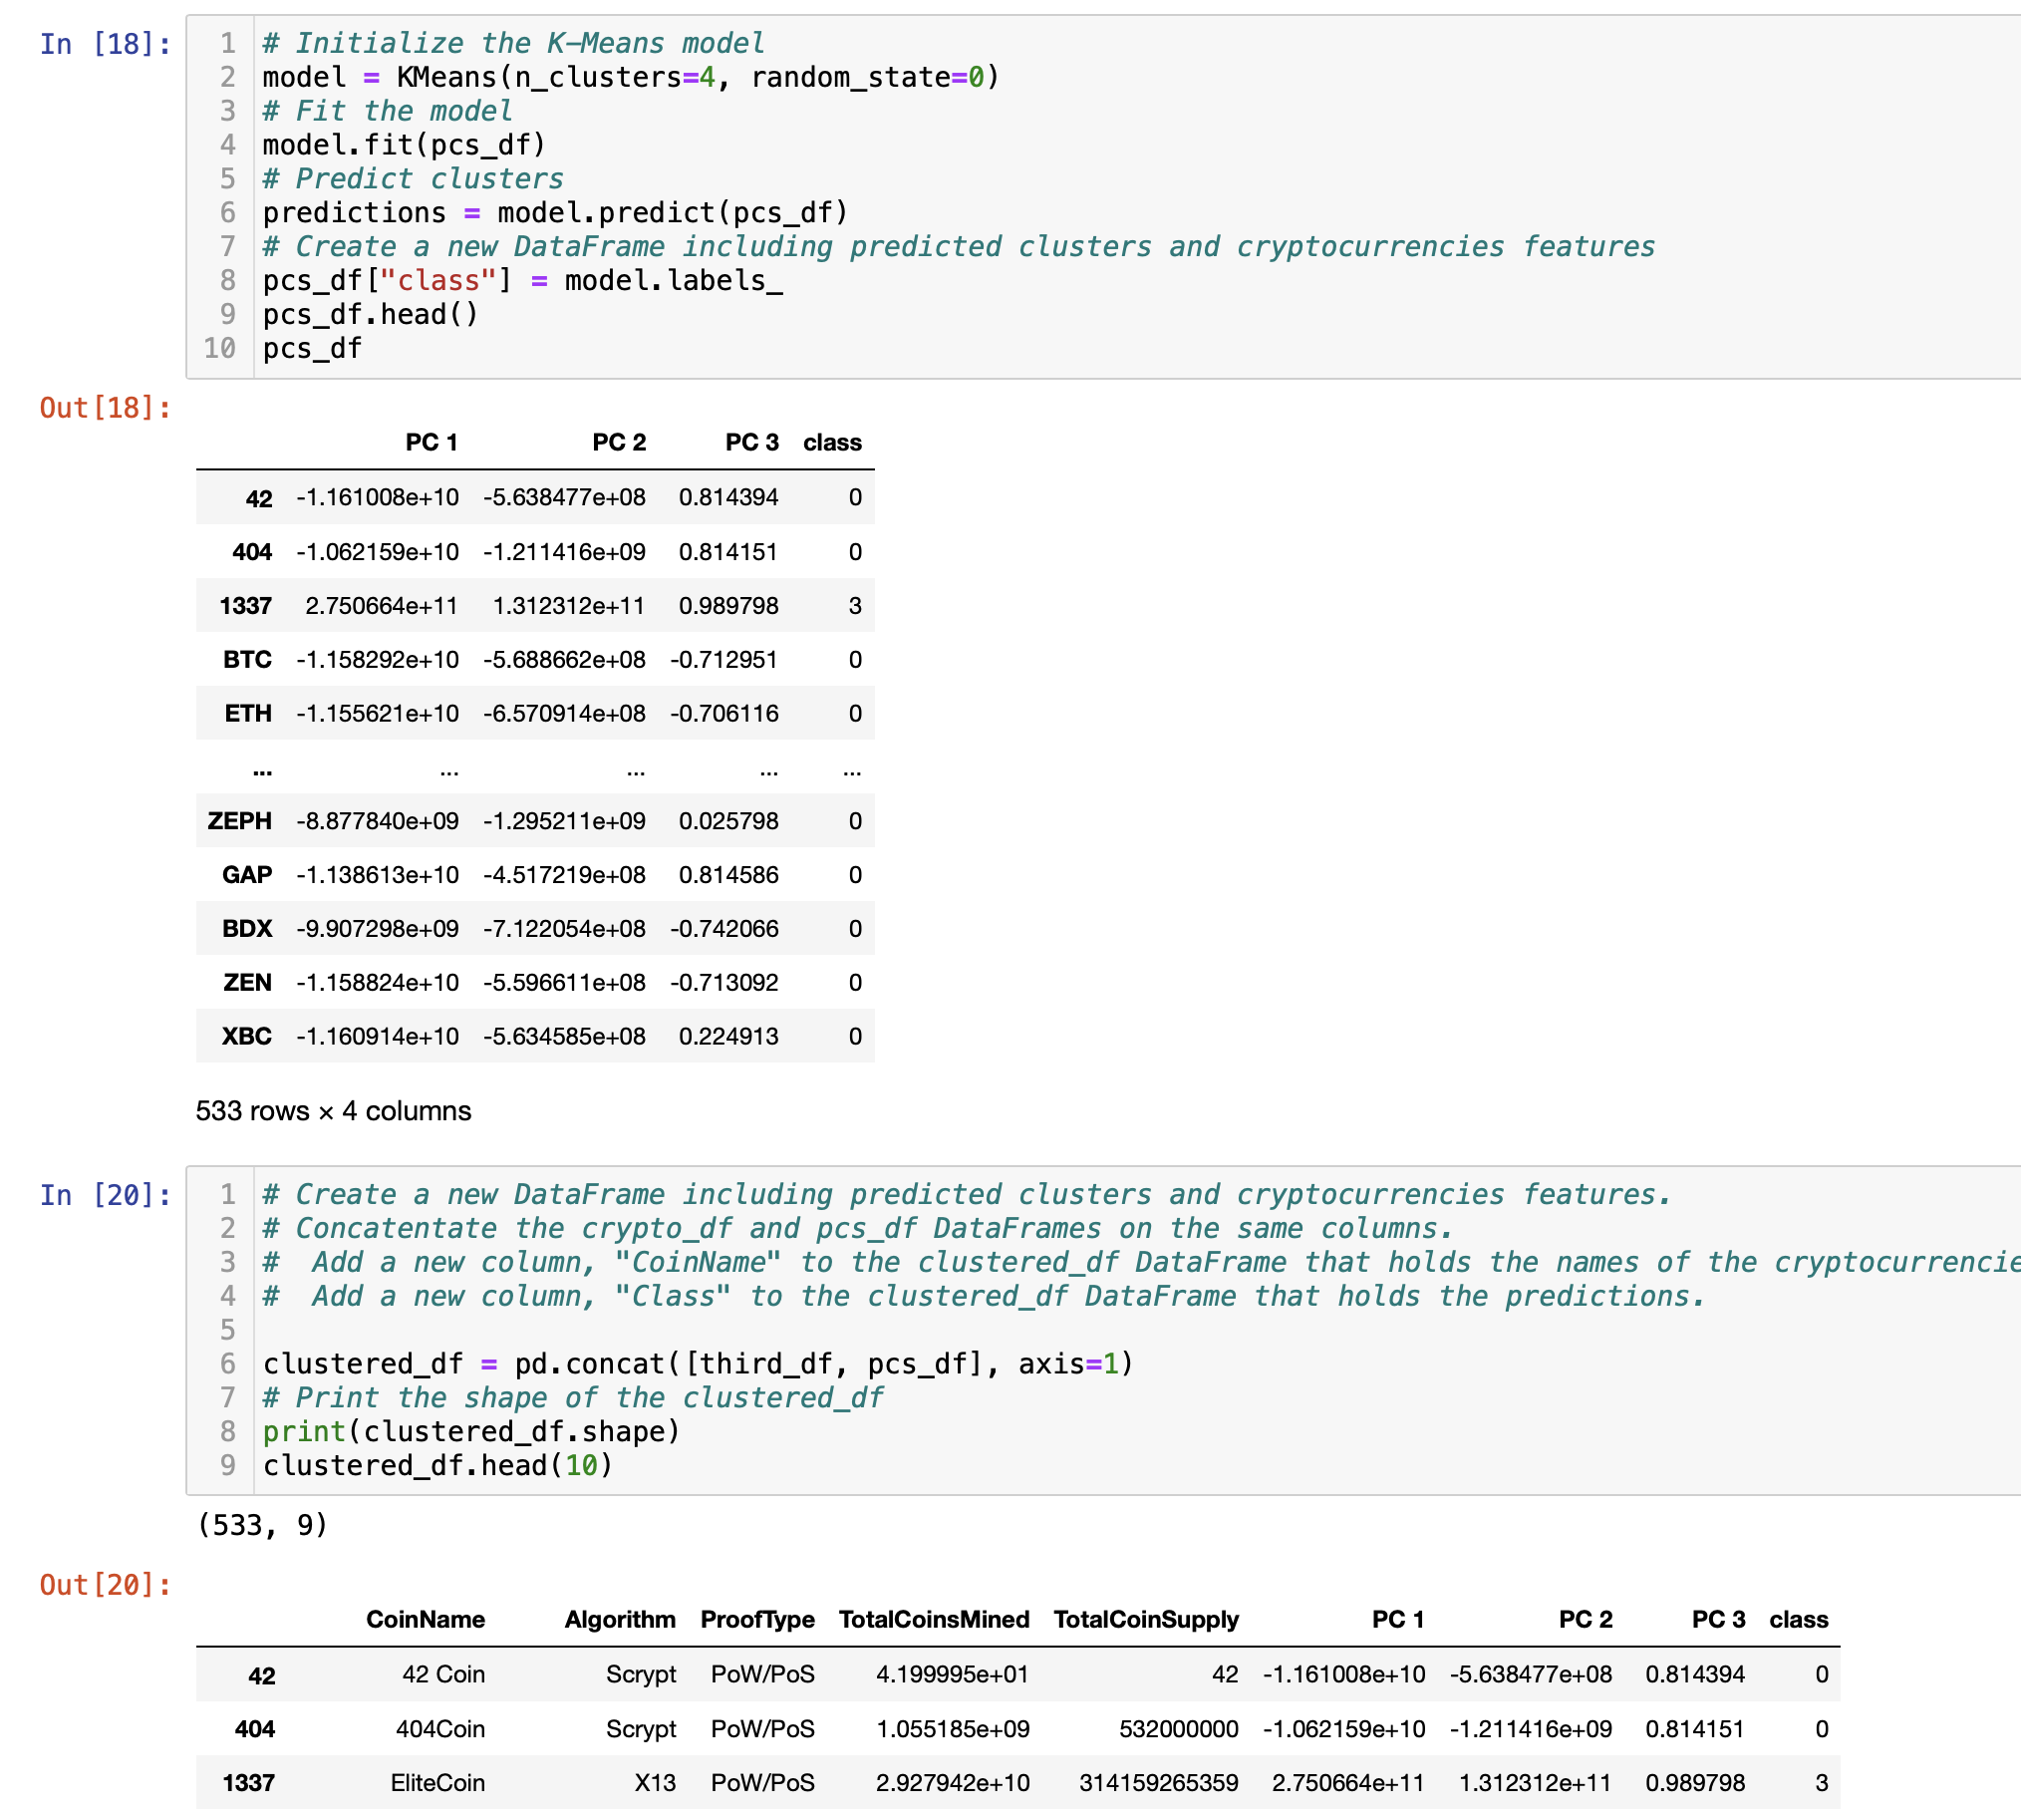 In [18]:
1 # Initialize the K-Means model
2 model = KMeans(n_clusters=4, random_state=0)
3 # Fit the model
4 model.fit(pcs_df)
5 # Predict clusters
6 predictions = model.predict(pcs_df)
7 # Create a new DataFrame including predicted clusters and cryptocurrencies features
8 pcs_df["class"] = model.labels_
9 pcs_df.head()
10 pcs_df
Out[18]:
PC 1 PC 2 PC 3 class
42 -1.161008e+10 -5.638477e+08 0.814394 0
404 -1.062159e+10 -1.211416e+09 0.814151 0
1337 2.750664e+11 1.312312e+11 0.989798 3
BTC -1.158292e+10 -5.688662e+08 -0.712951 0
ETH -1.155621e+10 -6.570914e+08 -0.706116 0
... ... ... ... ...
ZEPH -8.877840e+09 -1.295211e+09 0.025798 0
GAP -1.138613e+10 -4.517219e+08 0.814586 0
BDX -9.907298e+09 -7.122054e+08 -0.742066 0
ZEN -1.158824e+10 -5.596611e+08 -0.713092 0
XBC -1.160914e+10 -5.634585e+08 0.224913 0
533 rows × 4 columns
In [20]:
1 # Create a new DataFrame including predicted clusters and cryptocurrencies features.
2 # Concatentate the crypto_df and pcs_df DataFrames on the same columns.
3 #  Add a new column, "CoinName" to the clustered_df DataFrame that holds the names of the cryptocurrencie
4 #  Add a new column, "Class" to the clustered_df DataFrame that holds the predictions.
5
6 clustered_df = pd.concat([third_df, pcs_df], axis=1)
7 # Print the shape of the clustered_df
8 print(clustered_df.shape)
9 clustered_df.head(10)
(533, 9)
Out[20]:
CoinName Algorithm ProofType TotalCoinsMined TotalCoinSupply PC 1 PC 2 PC 3 class
42 42 Coin Scrypt PoW/PoS 4.199995e+01 42 -1.161008e+10 -5.638477e+08 0.814394 0
404 404Coin Scrypt PoW/PoS 1.055185e+09 532000000 -1.062159e+10 -1.211416e+09 0.814151 0
1337 EliteCoin X13 PoW/PoS 2.927942e+10 314159265359 2.750664e+11 1.312312e+11 0.989798 3